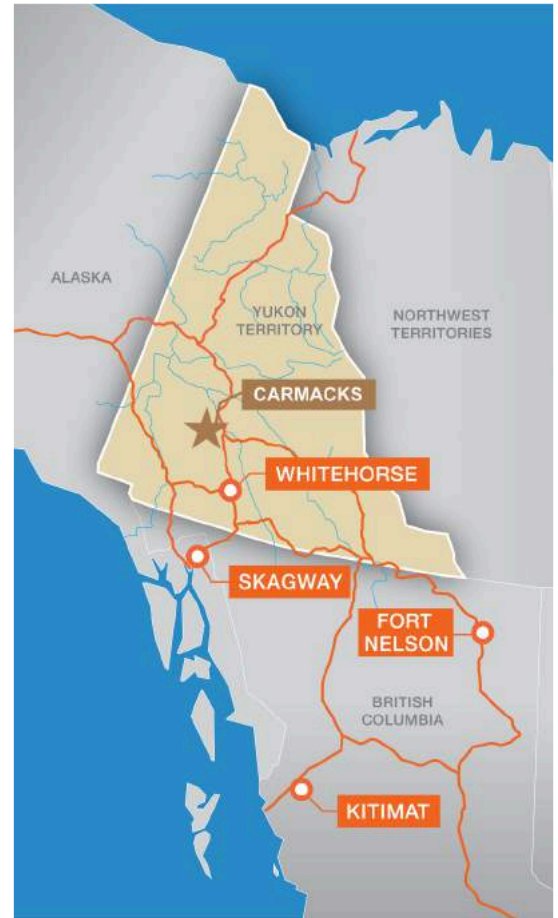 ALASKA
YUKON
TERRITORY
NORTHWEST
TERRITORIES
CARMACKS
WHITEHORSE
SKAGWAY
FORT
NELSON
BRITISH
COLUMBIA
KITIMAT